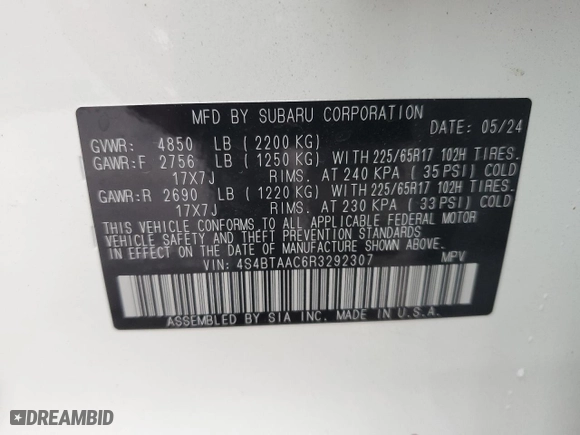 MFD BY SUBARU CORPORATION
DATE: 05/24
GVWR: 4850 LB (2200 KG)
GAWR:F 2756 LB (1250 KG) WITH 225/65R17 102H TIRES.
17X7J RIMS. AT 240 KPA (35 PSI) COLD
GAWR:R 2690 LB (1220 KG) WITH 225/65R17 102H TIRES.
17X7J RIMS. AT 230 KPA (33 PSI) COLD
THIS VEHICLE CONFORMS TO ALL APPLICABLE FEDERAL MOTOR
VEHICLE SAFETY AND THEFT PREVENTION STANDARDS
IN EFFECT ON THE DATE OF MANUFACTURE SHOWN ABOVE.
VIN: 4S4BTAAC6R3292307 MPV
ASSEMBLED BY SIA INC. MADE IN U.S.A.
DREAMBID